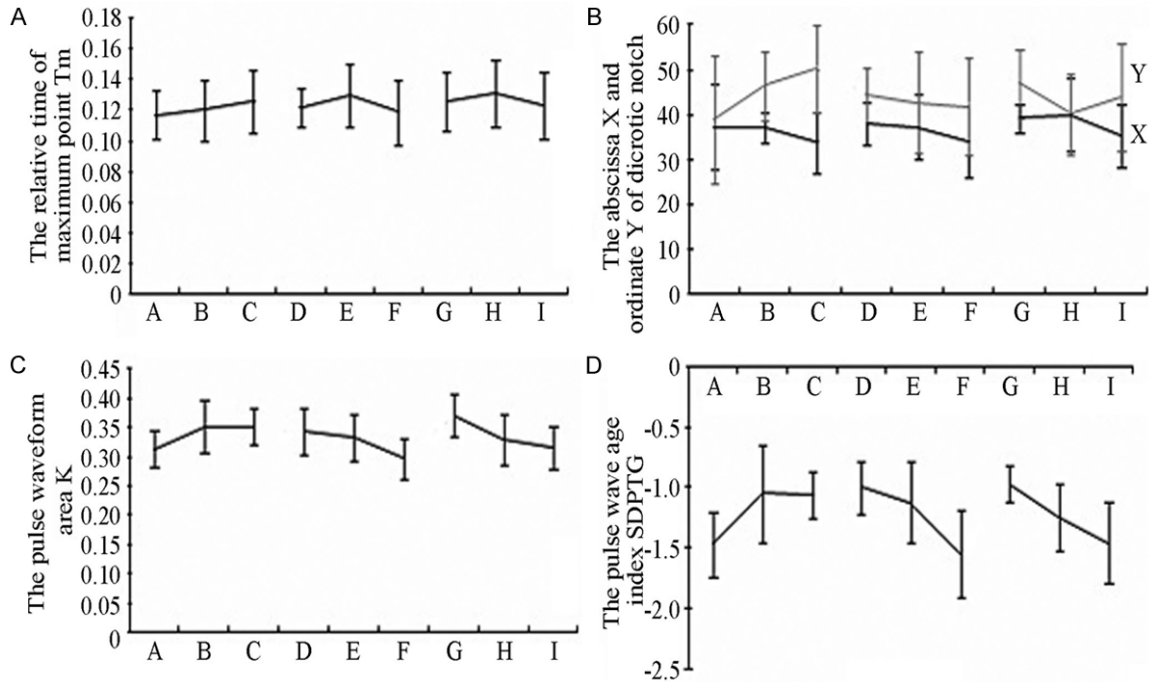 A
The relative time of
maximum point Tm
0.18
0.16
0.14
0.12
0.10
0.08
0.06
0.04
0.02
0
A B C D E F G H I
B
The abscissa X and
ordinate Y of dicrotic notch
60
50
40
30
20
10
0
Y
X
A B C D E F G H I
C
The pulse waveform
area K
0.45
0.40
0.35
0.30
0.25
0.20
0.15
0.10
0.05
0
A B C D E F G H I
D
The pulse wave age
index SDPTG
0
A B C D E F G H I
-0.5
-1.0
-1.5
-2.0
-2.5